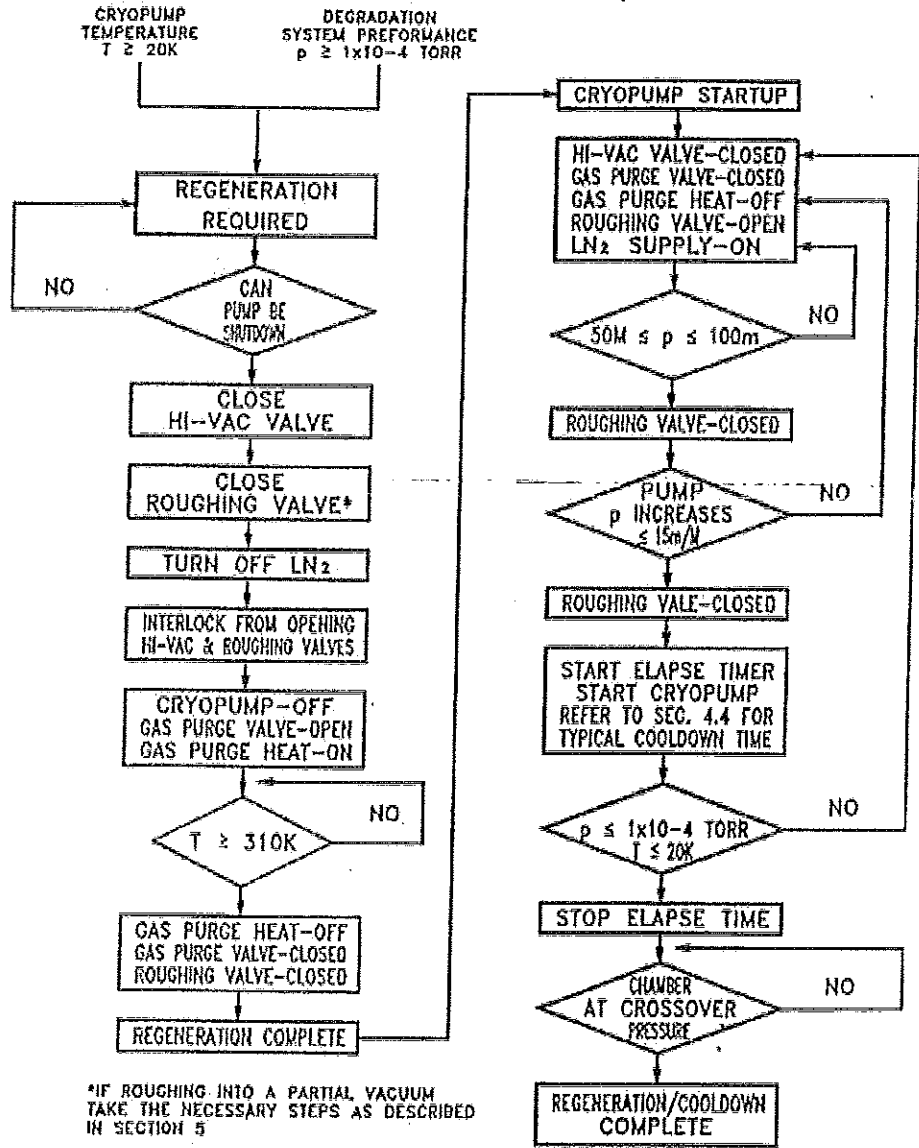 CRYOPUMP
TEMPERATURE
T ≥ 20K
DEGRADATION
SYSTEM PREFORMANCE
p ≥ 1x10-4 TORR
REGENERATION
REQUIRED
NO
CAN
PUMP BE
SHUTDOWN
CLOSE
HI-VAC VALVE
CLOSE
ROUGHING VALVE*
TURN OFF LN2
INTERLOCK FROM OPENING
HI-VAC & ROUGHING VALVES
CRYOPUMP-OFF
GAS PURGE VALVE-OPEN
GAS PURGE HEAT-ON
NO
T ≥ 310K
GAS PURGE HEAT-OFF
GAS PURGE VALVE-CLOSED
ROUGHING VALVE-CLOSED
REGENERATION COMPLETE
*IF ROUGHING INTO A PARTIAL VACUUM
TAKE THE NECESSARY STEPS AS DESCRIBED
IN SECTION 5
CRYOPUMP STARTUP
HI-VAC VALVE-CLOSED
GAS PURGE VALVE-CLOSED
GAS PURGE HEAT-OFF
ROUGHING VALVE-OPEN
LN2 SUPPLY-ON
NO
50M ≤ p ≤ 100m
ROUGHING VALVE-CLOSED
PUMP
p INCREASES
≤ 15m/M
NO
ROUGHING VALE-CLOSED
START ELAPSE TIMER
START CRYOPUMP
REFER TO SEC. 4.4 FOR
TYPICAL COOLDOWN TIME
NO
p ≤ 1x10-4 TORR
T ≤ 20K
STOP ELAPSE TIME
CHAMBER
AT CROSSOVER
PRESSURE
NO
REGENERATION/COOLDOWN
COMPLETE